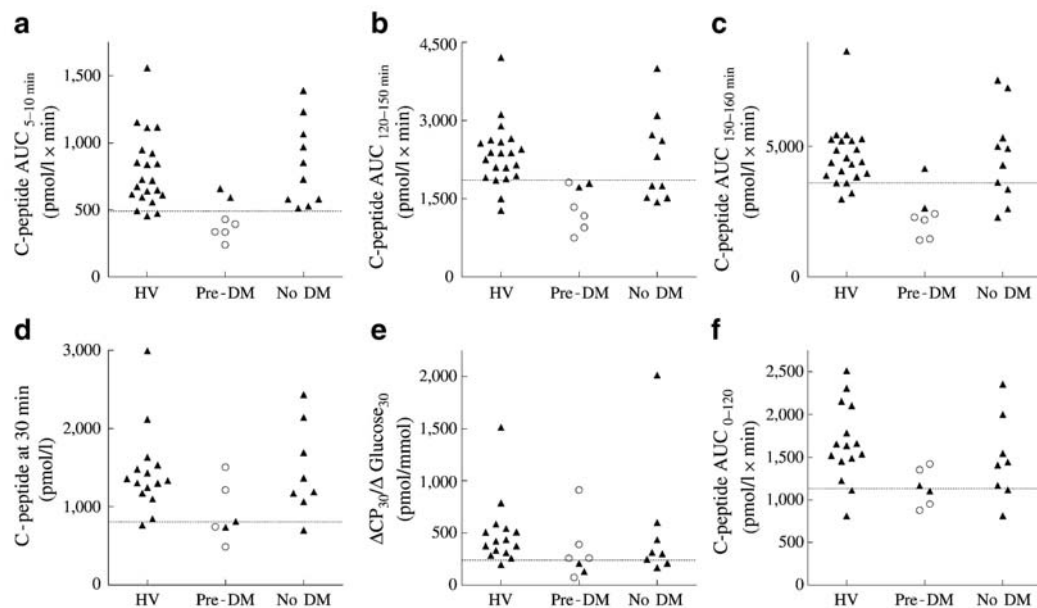 a
C-peptide AUC 5–10 min
(pmol/l × min)
1,500
1,000
500
0
HV Pre-DM No DM
b
C-peptide AUC 120–150 min
(pmol/l × min)
4,500
3,000
1,500
0
HV Pre-DM No DM
c
C-peptide AUC 150–160 min
(pmol/l × min)
5,000
0
HV Pre-DM No DM
d
C-peptide at 30 min
(pmol/l)
3,000
2,000
1,000
0
HV Pre-DM No DM
e
ΔCP30/Δ Glucose30
(pmol/mmol)
2,000
1,500
1,000
500
0
HV Pre-DM No DM
f
C-peptide AUC 0–120
(pmol/l × min)
2,500
2,000
1,500
1,000
500
0
HV Pre-DM No DM